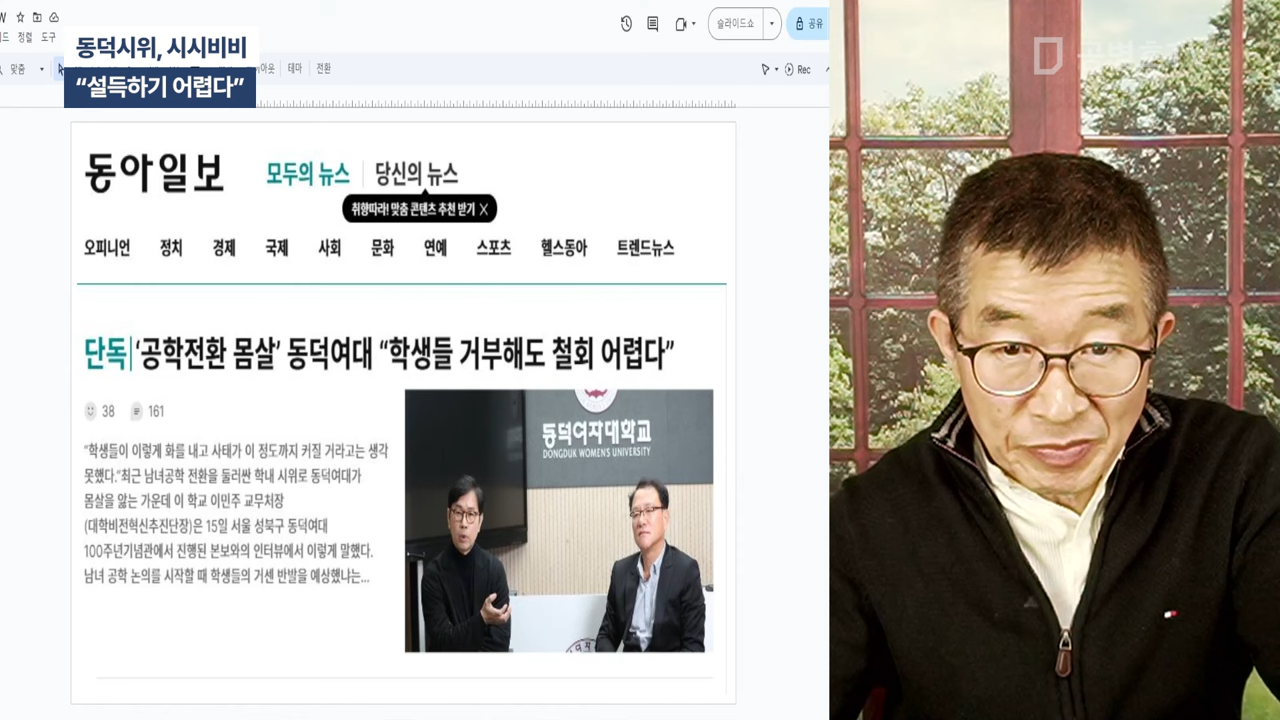 정렬 도구
슬라이드쇼
공유
동덕시위, 시시비비
“설득하기 어렵다”
맞춤
테마
전환
Rec
동아일보
모두의 뉴스
당신의 뉴스
취향따라! 맞춤 콘텐츠 추천 받기 X
오피니언 정치 경제 국제 사회 문화 연예 스포츠 헬스동아 트렌드뉴스
단독| ‘공학전환 몸살’ 동덕여대 “학생들 거부해도 철회 어렵다”
38 161
“학생들이 이렇게 화를 내고 사태가 이 정도까지 커질 거라고는 생각
못했다.”최근 남녀공학 전환을 둘러싼 학내 시위로 동덕여대가
몸살을 앓는 가운데 이 학교 이민주 교무처장
(대학비전혁신추진단장)은 15일 서울 성북구 동덕여대
100주년기념관에서 진행된 본보와의 인터뷰에서 이렇게 말했다.
남녀 공학 논의를 시작할 때 학생들의 거센 반발을 예상했냐는...
동덕여자대학교
DONGDUK WOMEN'S UNIVERSITY